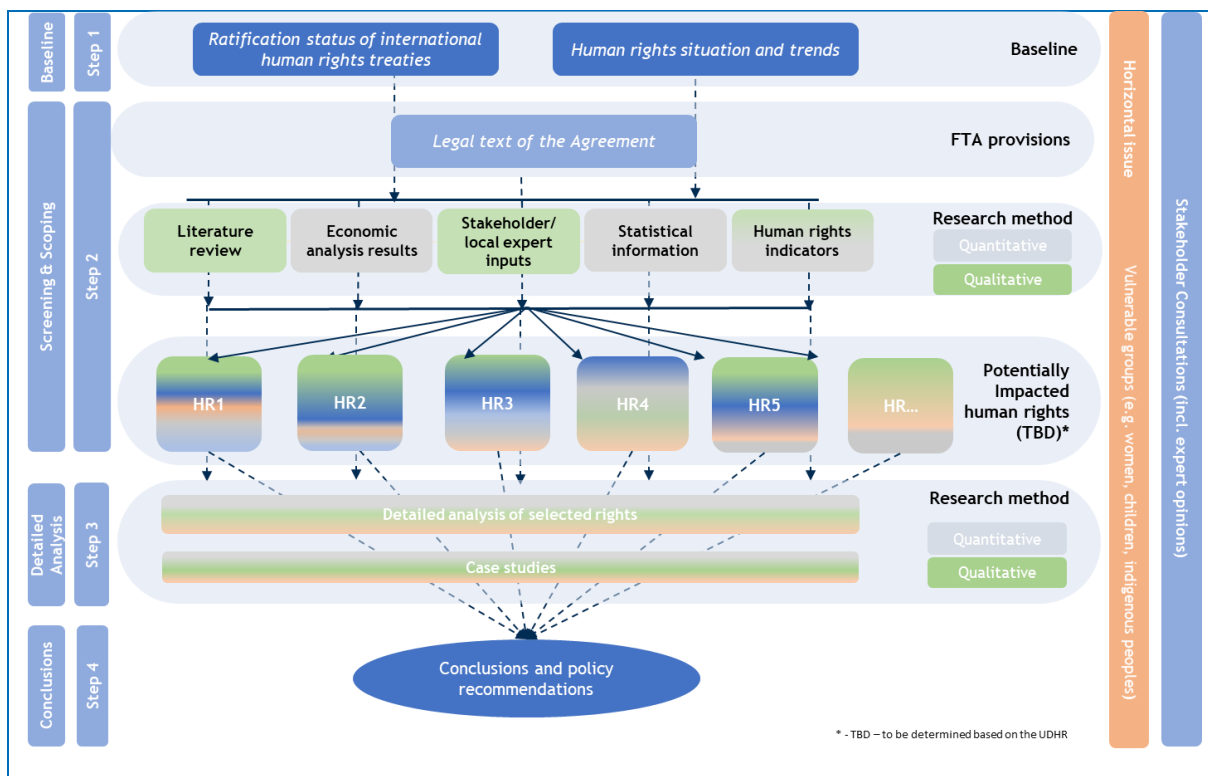 Baseline
Step 1
Ratification status of international
human rights treaties
Human rights situation and trends
Baseline
Screening & Scoping
Step 2
Legal text of the Agreement
FTA provisions
Literature
review
Economic
analysis results
Stakeholder/
local expert
inputs
Statistical
information
Human rights
indicators
Research method
Quantitative
Qualitative
HR1
HR2
HR3
HR4
HR5
HR...
Potentially
Impacted
human rights
(TBD)*
Detailed
Analysis
Step 3
Detailed analysis of selected rights
Case studies
Research method
Quantitative
Qualitative
Conclusions
Step 4
Conclusions and policy
recommendations
* - TBD – to be determined based on the UDHR
Horizontal issue
Vulnerable groups (e.g. women, children, indigenous peoples)
Stakeholder Consultations (incl. expert opinions)